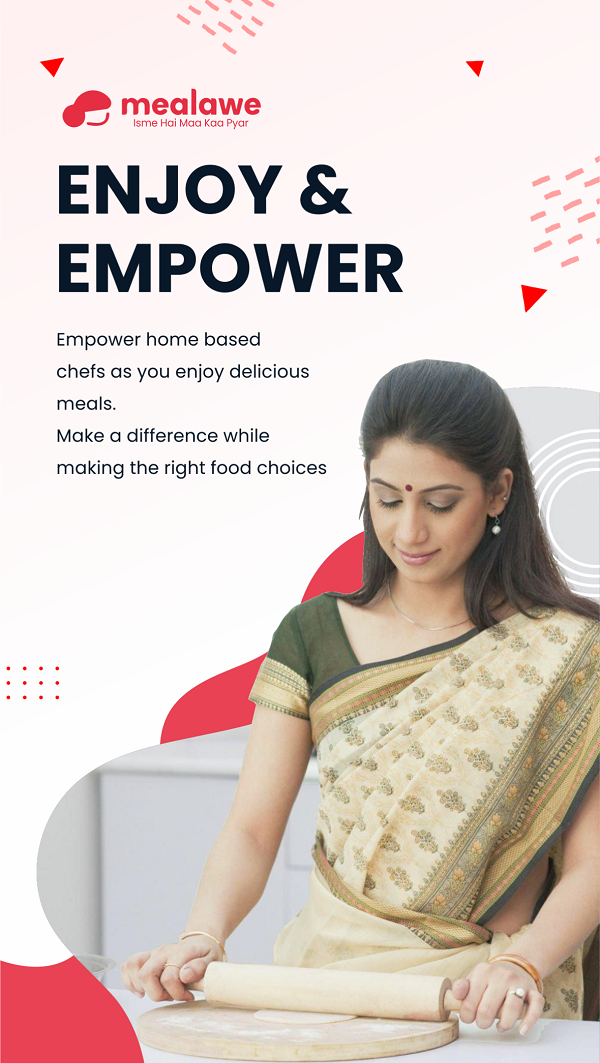 mealawe
Isme Hai Maa Kaa Pyar
ENJOY &
EMPOWER
Empower home based
chefs as you enjoy delicious
meals.
Make a difference while
making the right food choices